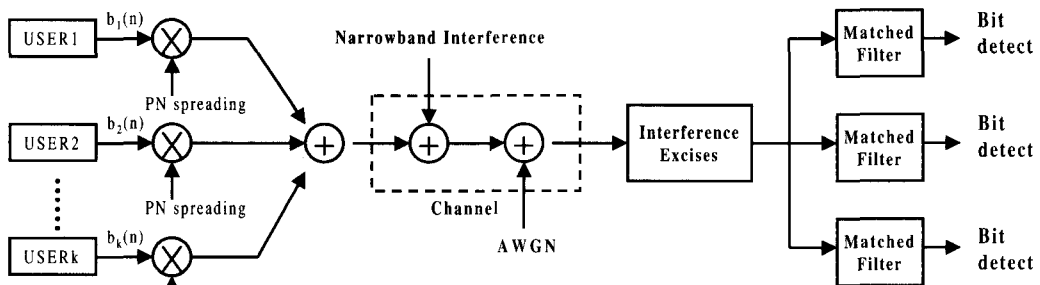 USER1
b1(n)
PN spreading
USER2
b2(n)
PN spreading
USERk
bk(n)
Narrowband Interference
Channel
AWGN
Interference
Excises
Matched
Filter
Bit
detect
Matched
Filter
Bit
detect
Matched
Filter
Bit
detect